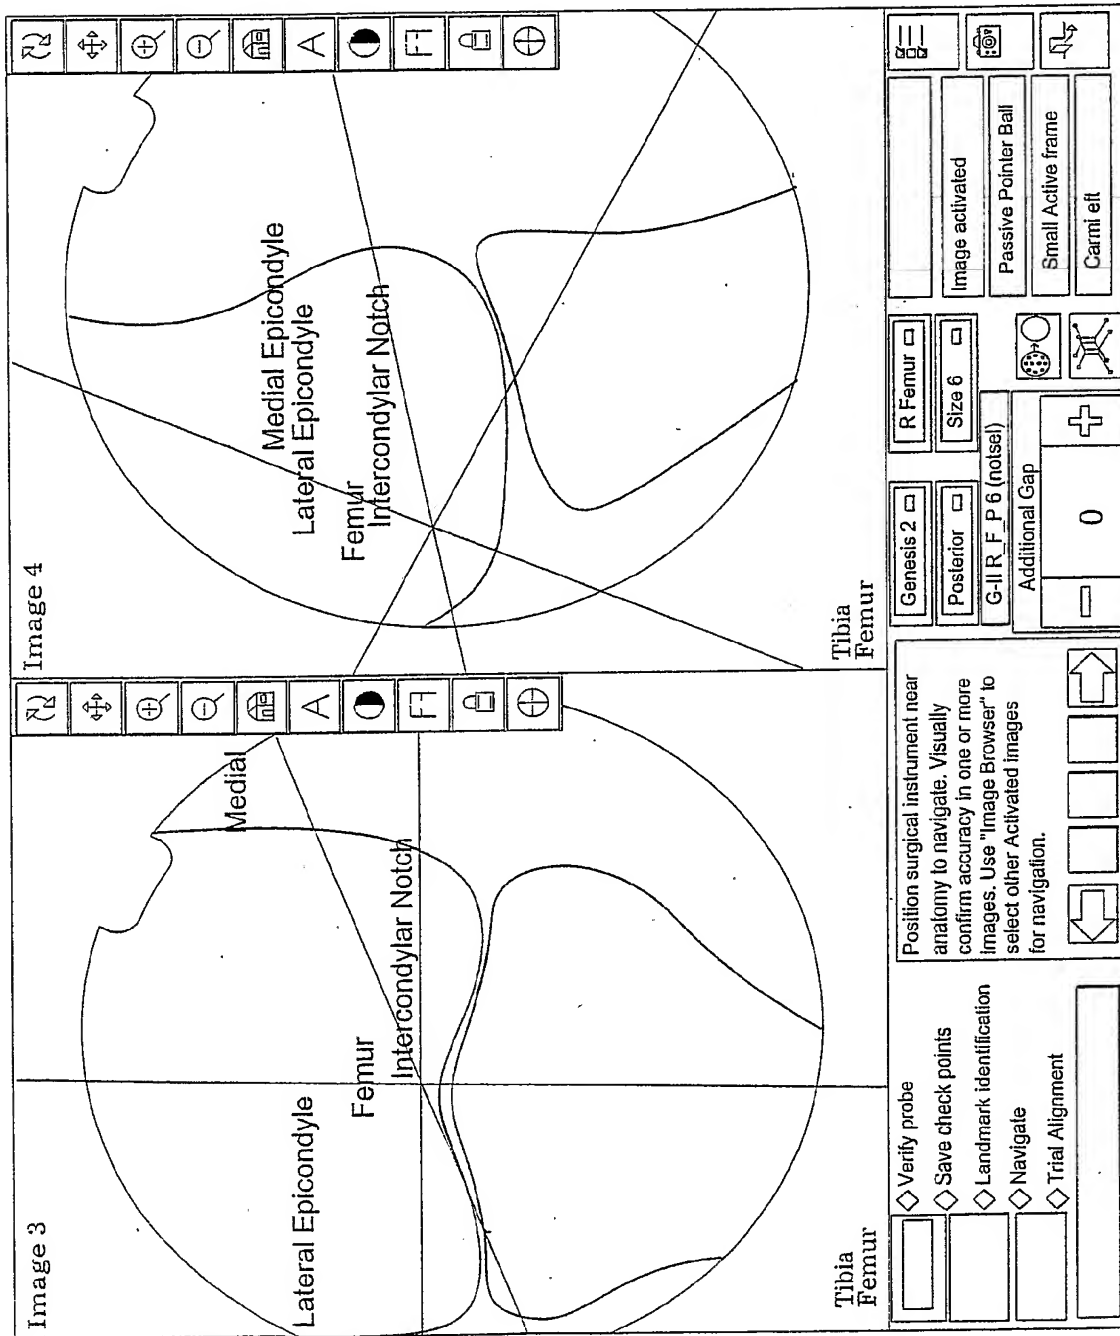 Image 3
Medial
Lateral Epicondyle
Femur
Intercondylar Notch
Tibia
Femur
Image 4
Medial Epicondyle
Lateral Epicondyle
Femur
Intercondylar Notch
Tibia
Femur
A
A
Verify probe
Save check points
Landmark identification
Navigate
Trial Alignment
Position surgical instrument near
anatomy to navigate. Visually
confirm accuracy in one or more
images. Use "Image Browser" to
select other Activated images
for navigation.
Genesis 2
R Femur
Posterior
Size 6
G-II R_F_P 6 (notsel)
Additional Gap
0
Image activated
Passive Pointer Ball
Small Active frame
Carmi eft